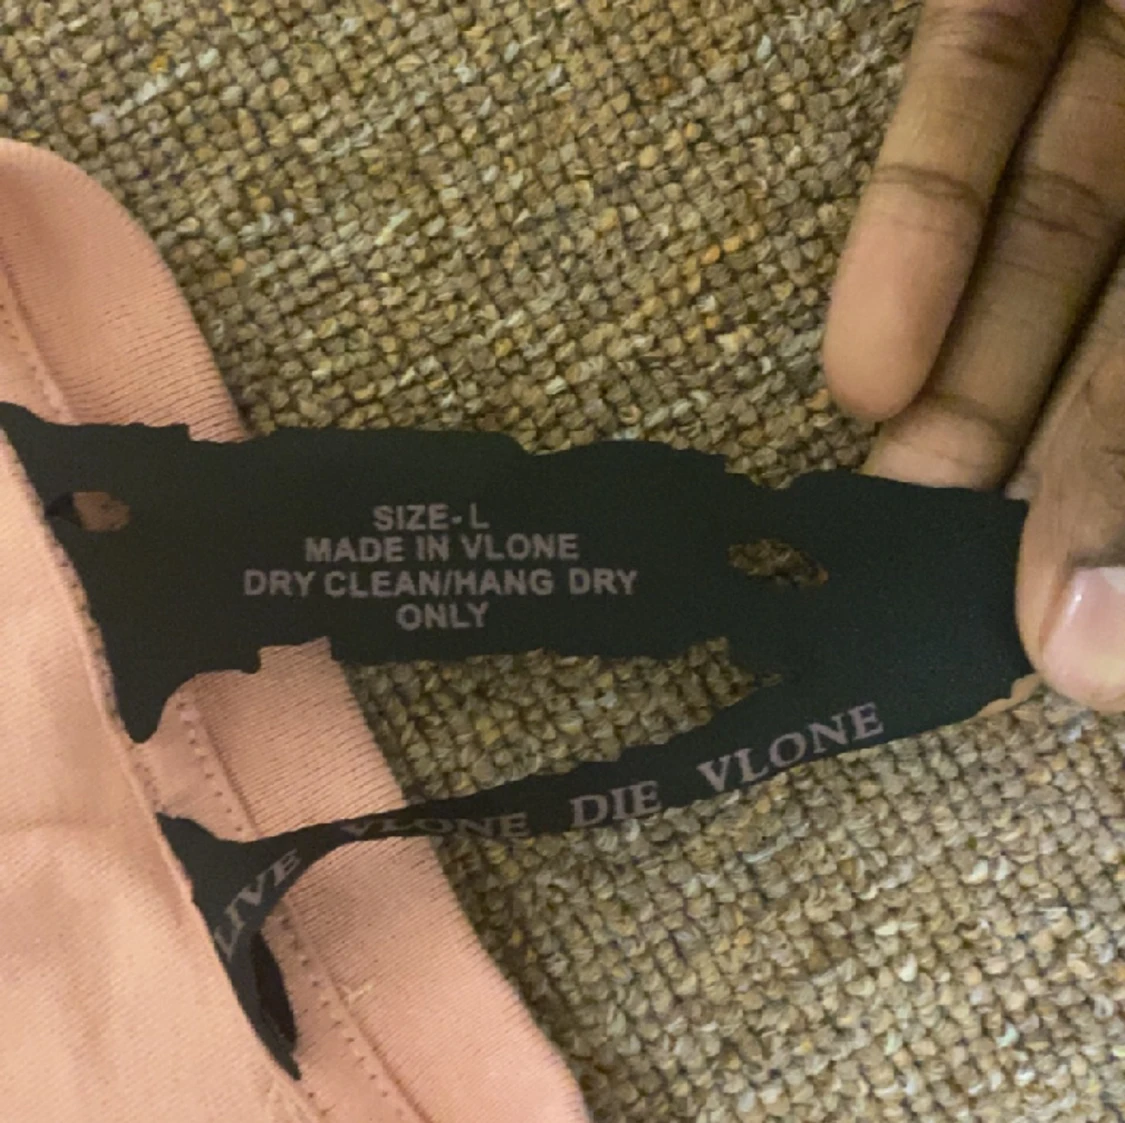 SIZE-L
MADE IN VLONE
DRY CLEAN/HANG DRY
ONLY
LIVE VLONE DIE VLONE